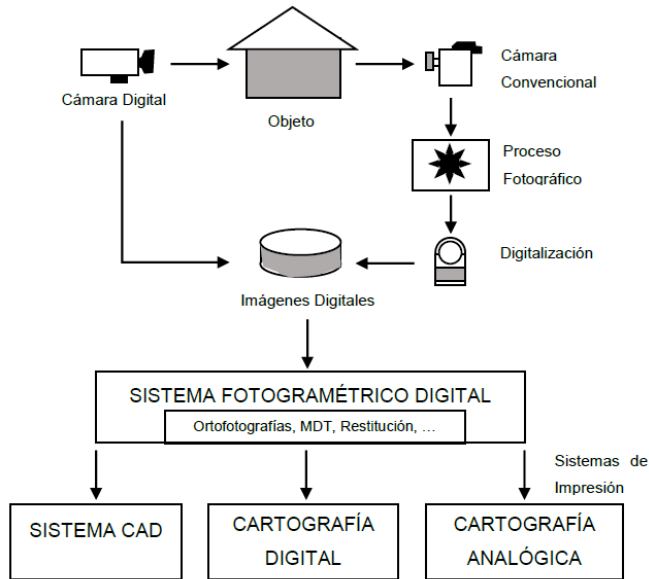 Cámara
Convencional
Cámara Digital
Objeto
Proceso
Fotográfico
Digitalización
Imágenes Digitales
SISTEMA FOTOGRAMÉTRICO DIGITAL
Ortofotografías, MDT, Restitución, …
Sistemas de
Impresión
SISTEMA CAD
CARTOGRAFÍA
DIGITAL
CARTOGRAFÍA
ANALÓGICA